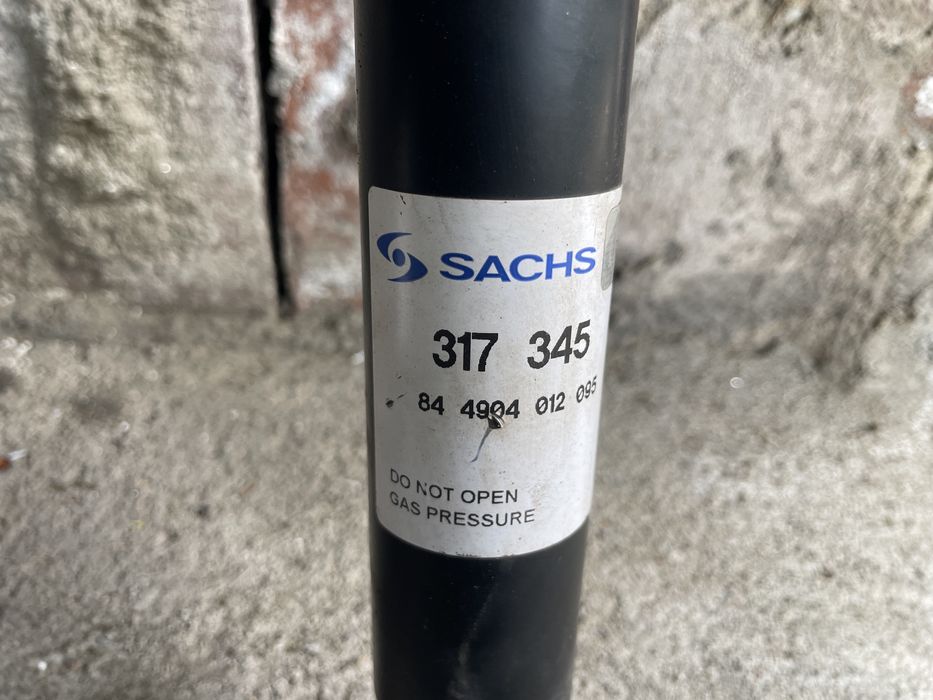 SACHS
317 345
84 4904 012 095
DO NOT OPEN
GAS PRESSURE